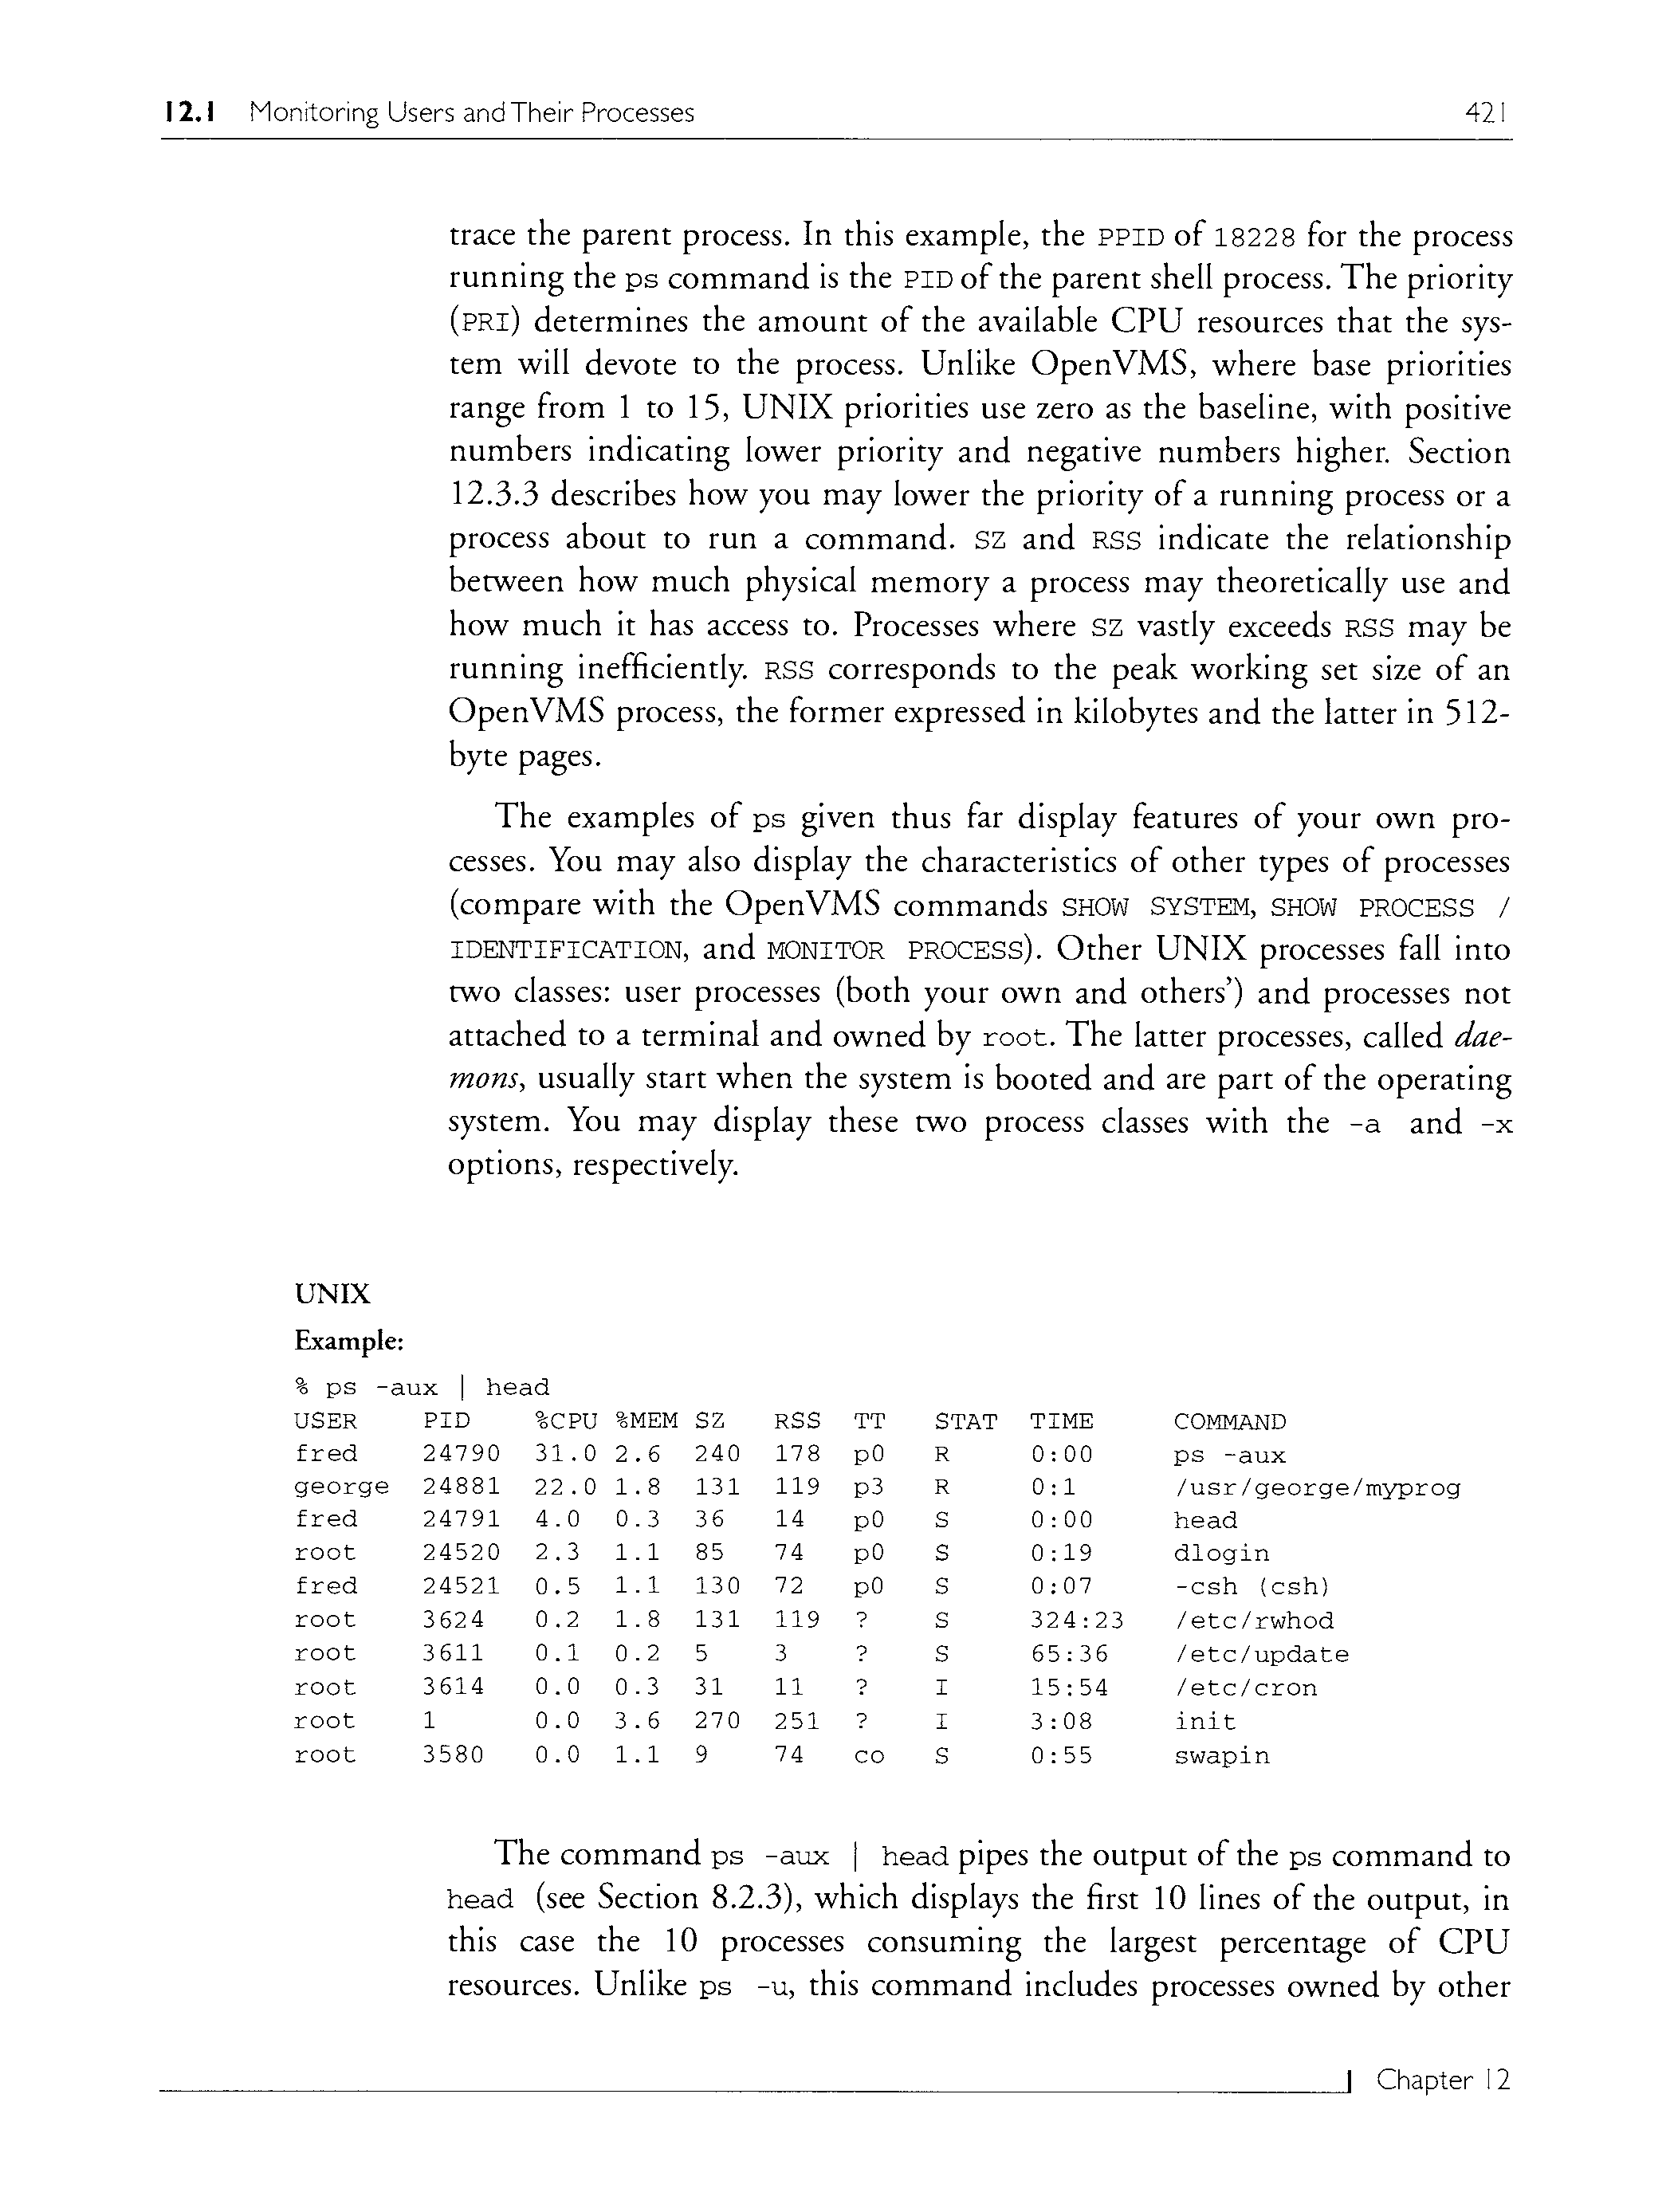 12.1 Monitoring Users and Their Processes 421
trace the parent process. In this example, the PPID of 18228 for the process
running the ps command is the PID of the parent shell process. The priority
(PRI) determines the amount of the available CPU resources that the sys-
tem will devote to the process. Unlike OpenVMS, where base priorities
range from 1 to 15, UNIX priorities use zero as the baseline, with positive
numbers indicating lower priority and negative numbers higher. Section
12.3.3 describes how you may lower the priority of a running process or a
process about to run a command. SZ and RSS indicate the relationship
between how much physical memory a process may theoretically use and
how much it has access to. Processes where SZ vastly exceeds RSS may be
running inefficiently. RSS corresponds to the peak working set size of an
OpenVMS process, the former expressed in kilobytes and the latter in 512-
byte pages.
The examples of ps given thus far display features of your own pro-
cesses. You may also display the characteristics of other types of processes
(compare with the OpenVMS commands SHOW SYSTEM, SHOW PROCESS /
IDENTIFICATION, and MONITOR PROCESS). Other UNIX processes fall into
two classes: user processes (both your own and others') and processes not
attached to a terminal and owned by root. The latter processes, called dae-
mons, usually start when the system is booted and are part of the operating
system. You may display these two process classes with the -a and -x
options, respectively.
UNIX
Example:
% ps -aux | head
USER PID %CPU %MEM SZ RSS TT STAT TIME COMMAND
fred 24790 31.0 2.6 240 178 p0 R 0:00 ps -aux
george 24881 22.0 1.8 131 119 p3 R 0:1 /usr/george/myprog
fred 24791 4.0 0.3 36 14 p0 S 0:00 head
root 24520 2.3 1.1 85 74 p0 S 0:19 dlogin
fred 24521 0.5 1.1 130 72 p0 S 0:07 -csh (csh)
root 3624 0.2 1.8 131 119 ? S 324:23 /etc/rwhod
root 3611 0.1 0.2 5 3 ? S 65:36 /etc/update
root 3614 0.0 0.3 31 11 ? I 15:54 /etc/cron
root 1 0.0 3.6 270 251 ? I 3:08 init
root 3580 0.0 1.1 9 74 co S 0:55 swapin
The command ps -aux | head pipes the output of the ps command to
head (see Section 8.2.3), which displays the first 10 lines of the output, in
this case the 10 processes consuming the largest percentage of CPU
resources. Unlike ps -u, this command includes processes owned by other
Chapter 12